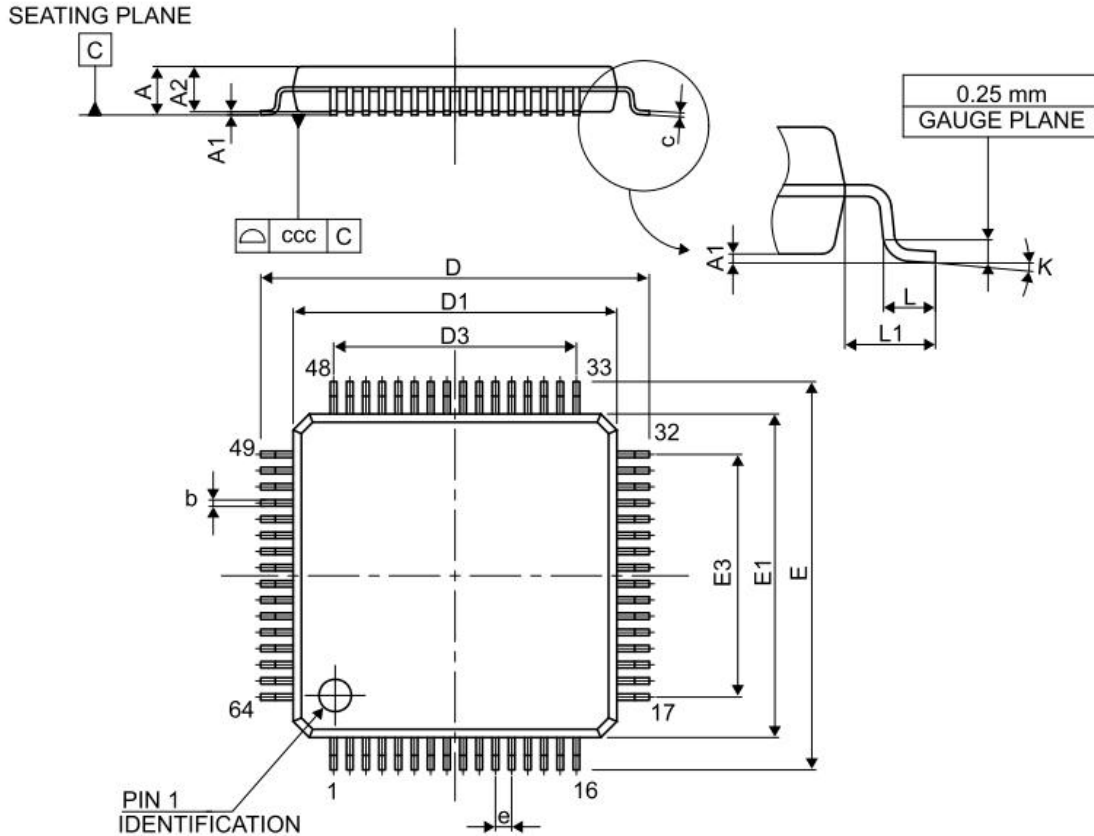 SEATING PLANE
C
A
A2
A1
c
ccc C
0.25 mm
GAUGE PLANE
A1
K
L
L1
D
D1
D3
48
33
49
32
b
E3
E1
E
64
17
1
16
e
PIN 1
IDENTIFICATION